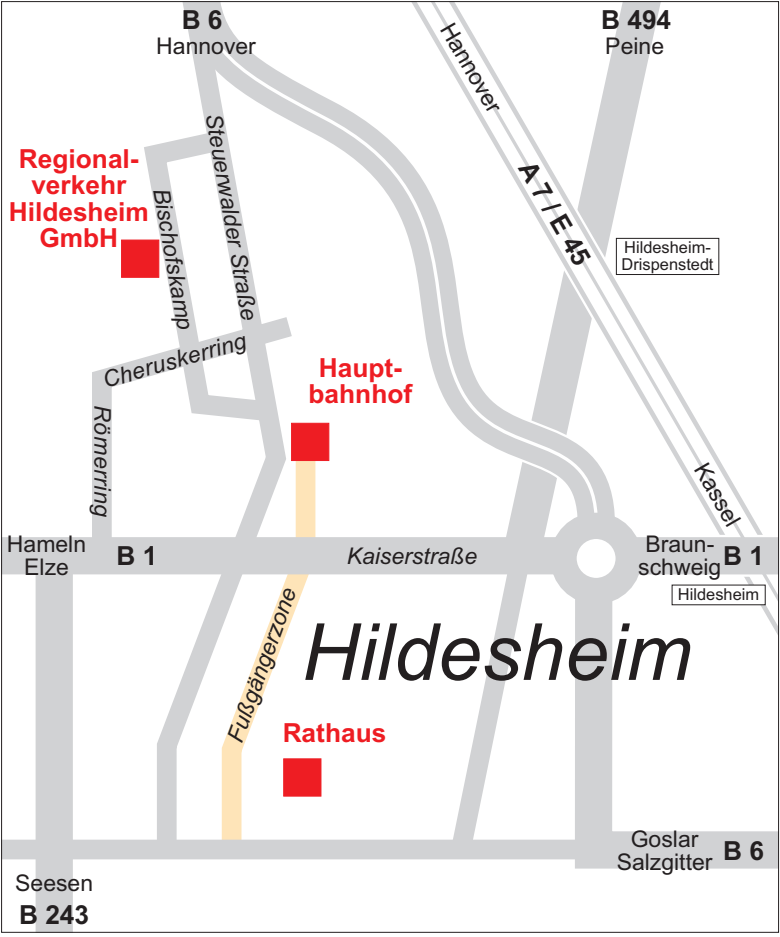 B 6
Hannover
B 494
Peine
Hannover
Steuerwalder Straße
Regional-
verkehr
Hildesheim
GmbH
Bischofskamp
A 7 / E 45
Hildesheim-
Drispenstedt
Cheruskerring
Haupt-
bahnhof
Römerring
Kassel
Hameln
Elze
B 1
Kaiserstraße
Braun-
schweig
B 1
Hildesheim
Fußgängerzone
Hildesheim
Rathaus
Goslar
Salzgitter
B 6
Seesen
B 243